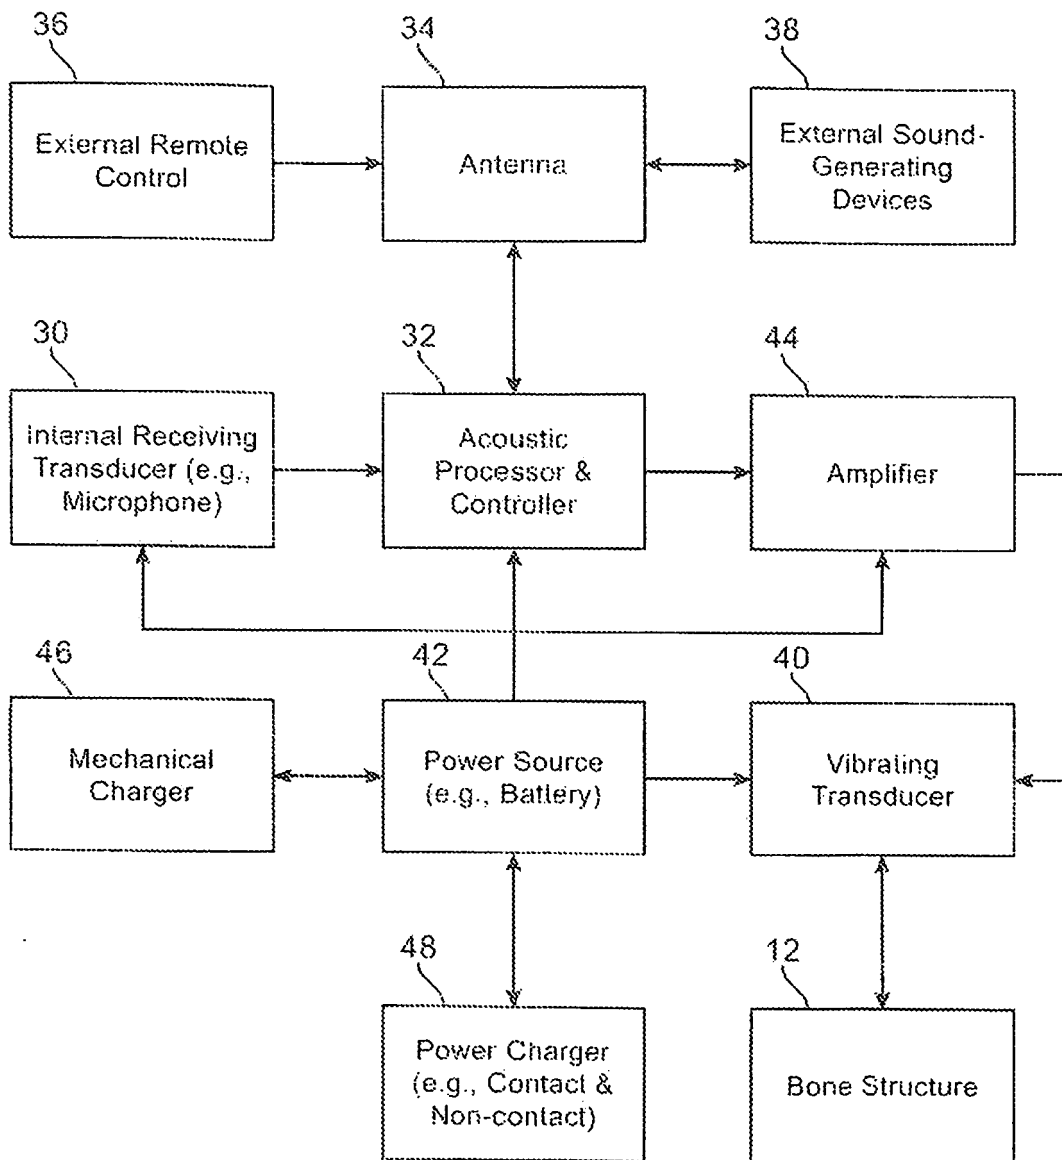 36
34
38
External Remote
Control
Antenna
External Sound-
Generating
Devices
30
32
44
Internal Receiving
Transducer (e.g.,
Microphone)
Acoustic
Processor &
Controller
Amplifier
46
42
40
Mechanical
Charger
Power Source
(e.g., Battery)
Vibrating
Transducer
48
12
Power Charger
(e.g., Contact &
Non-contact)
Bone Structure